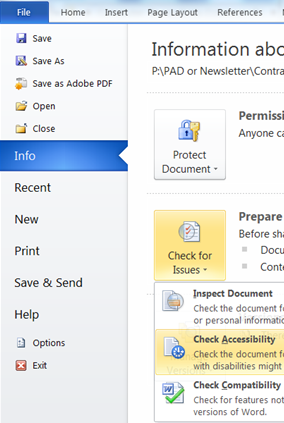 File Home Insert Page Layout References
Save
Save As
Save as Adobe PDF
Open
Close
Info
Recent
New
Print
Save & Send
Help
Options
Exit
Information abo
P:\PAD or Newsletter\Contra
Protect
Document
Permissi
Anyone ca
Check for
Issues
Prepare
Before sha
Docu
Conte
Inspect Document
Check the document fo
or personal informatio
Check Accessibility
Check the document fo
with disabilities might
Check Compatibility
Check for features not
versions of Word.